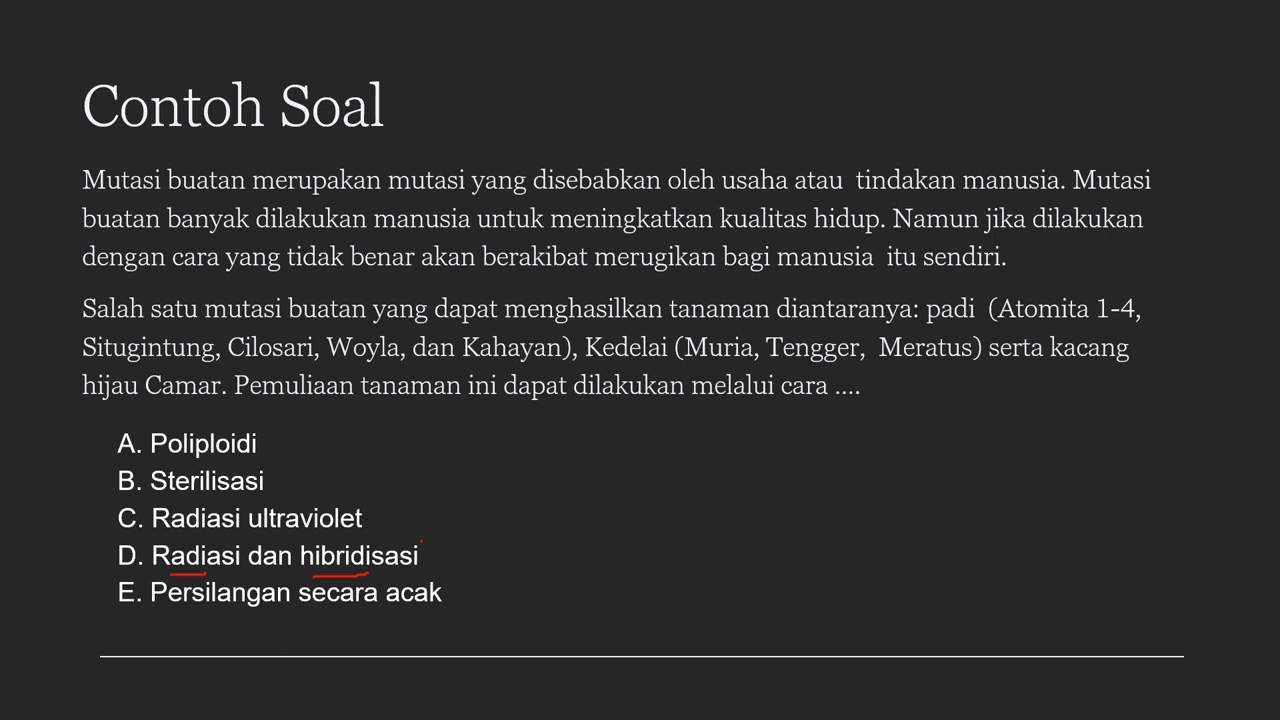 Contoh Soal
Mutasi buatan merupakan mutasi yang disebabkan oleh usaha atau tindakan manusia. Mutasi
buatan banyak dilakukan manusia untuk meningkatkan kualitas hidup. Namun jika dilakukan
dengan cara yang tidak benar akan berakibat merugikan bagi manusia itu sendiri.
Salah satu mutasi buatan yang dapat menghasilkan tanaman diantaranya: padi (Atomita 1-4,
Situgintung, Cilosari, Woyla, dan Kahayan), Kedelai (Muria, Tengger, Meratus) serta kacang
hijau Camar. Pemuliaan tanaman ini dapat dilakukan melalui cara ....
A. Poliploidi
B. Sterilisasi
C. Radiasi ultraviolet
D. Radiasi dan hibridisasi
E. Persilangan secara acak